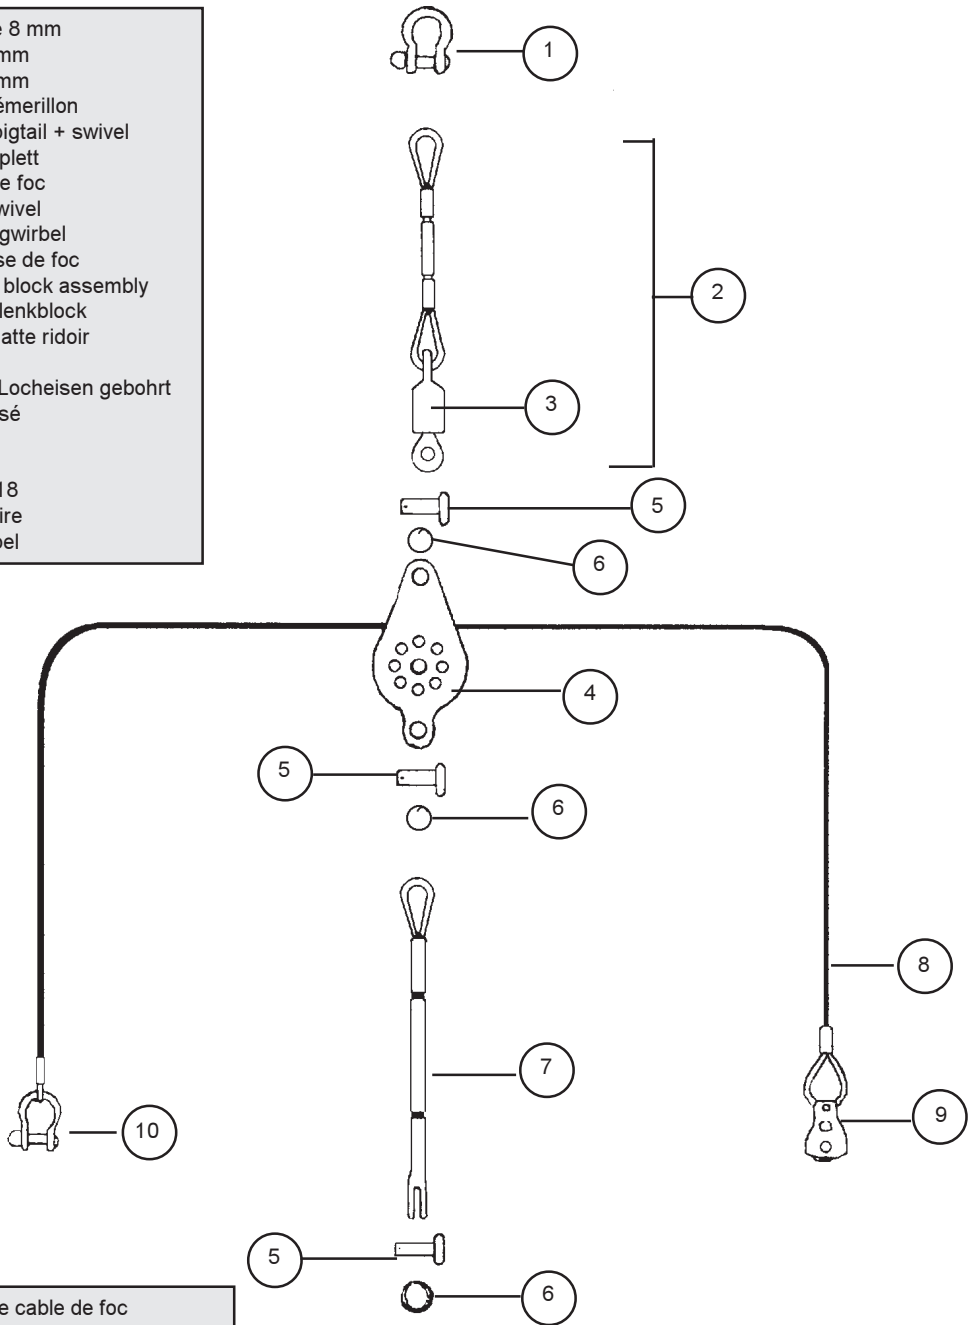 e 8 mm
mm
mm
émerillon
pigtail + swivel
plett
e foc
wivel
gwirbel
se de foc
block assembly
lenkblock
atte ridoir
Locheisen gebohrt
sé
18
ire
bel
1
2
3
5
6
4
5
6
8
7
9
10
5
6
e cable de foc